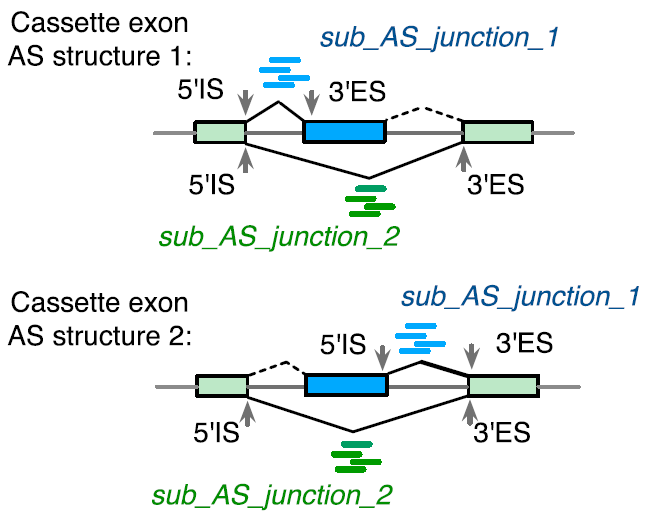 Cassette exon
AS structure 1:
sub_AS_junction_1
5'IS
3'ES
5'IS
3'ES
sub_AS_junction_2
Cassette exon
AS structure 2:
sub_AS_junction_1
5'IS
3'ES
5'IS
3'ES
sub_AS_junction_2